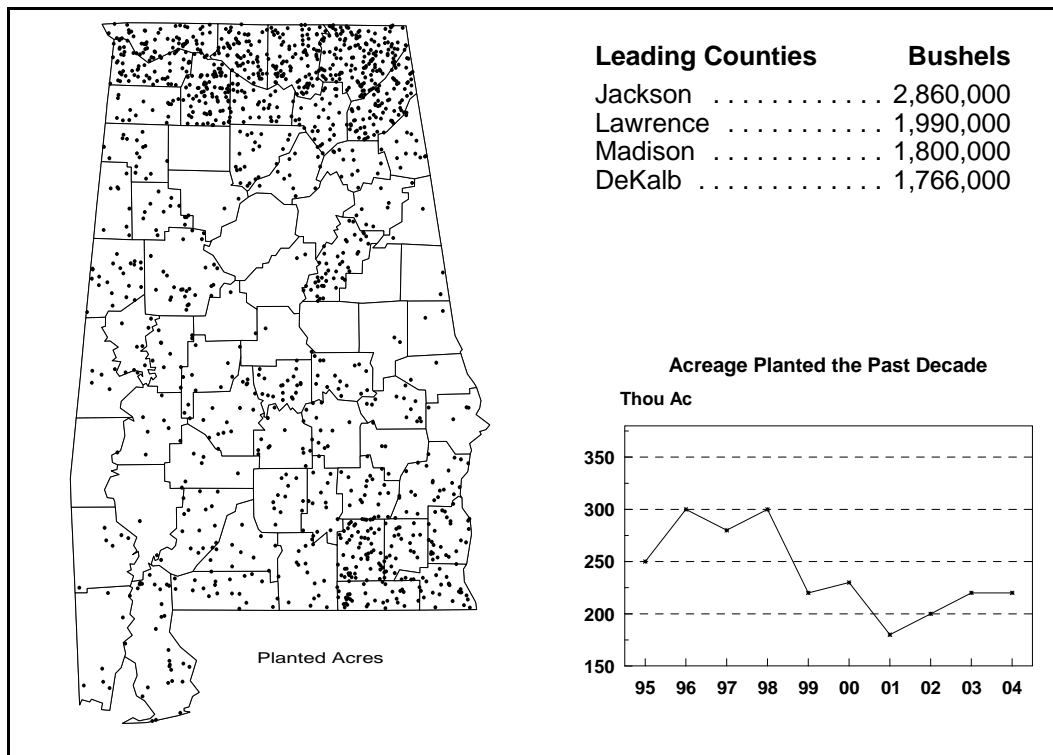 Leading Counties Bushels
Jackson . . . . . . . . . . . . 2,860,000
Lawrence . . . . . . . . . . . 1,990,000
Madison . . . . . . . . . . . . 1,800,000
DeKalb . . . . . . . . . . . . . 1,766,000
Acreage Planted the Past Decade
Thou Ac
350
300
250
200
150
95 96 97 98 99 00 01 02 03 04
Planted Acres